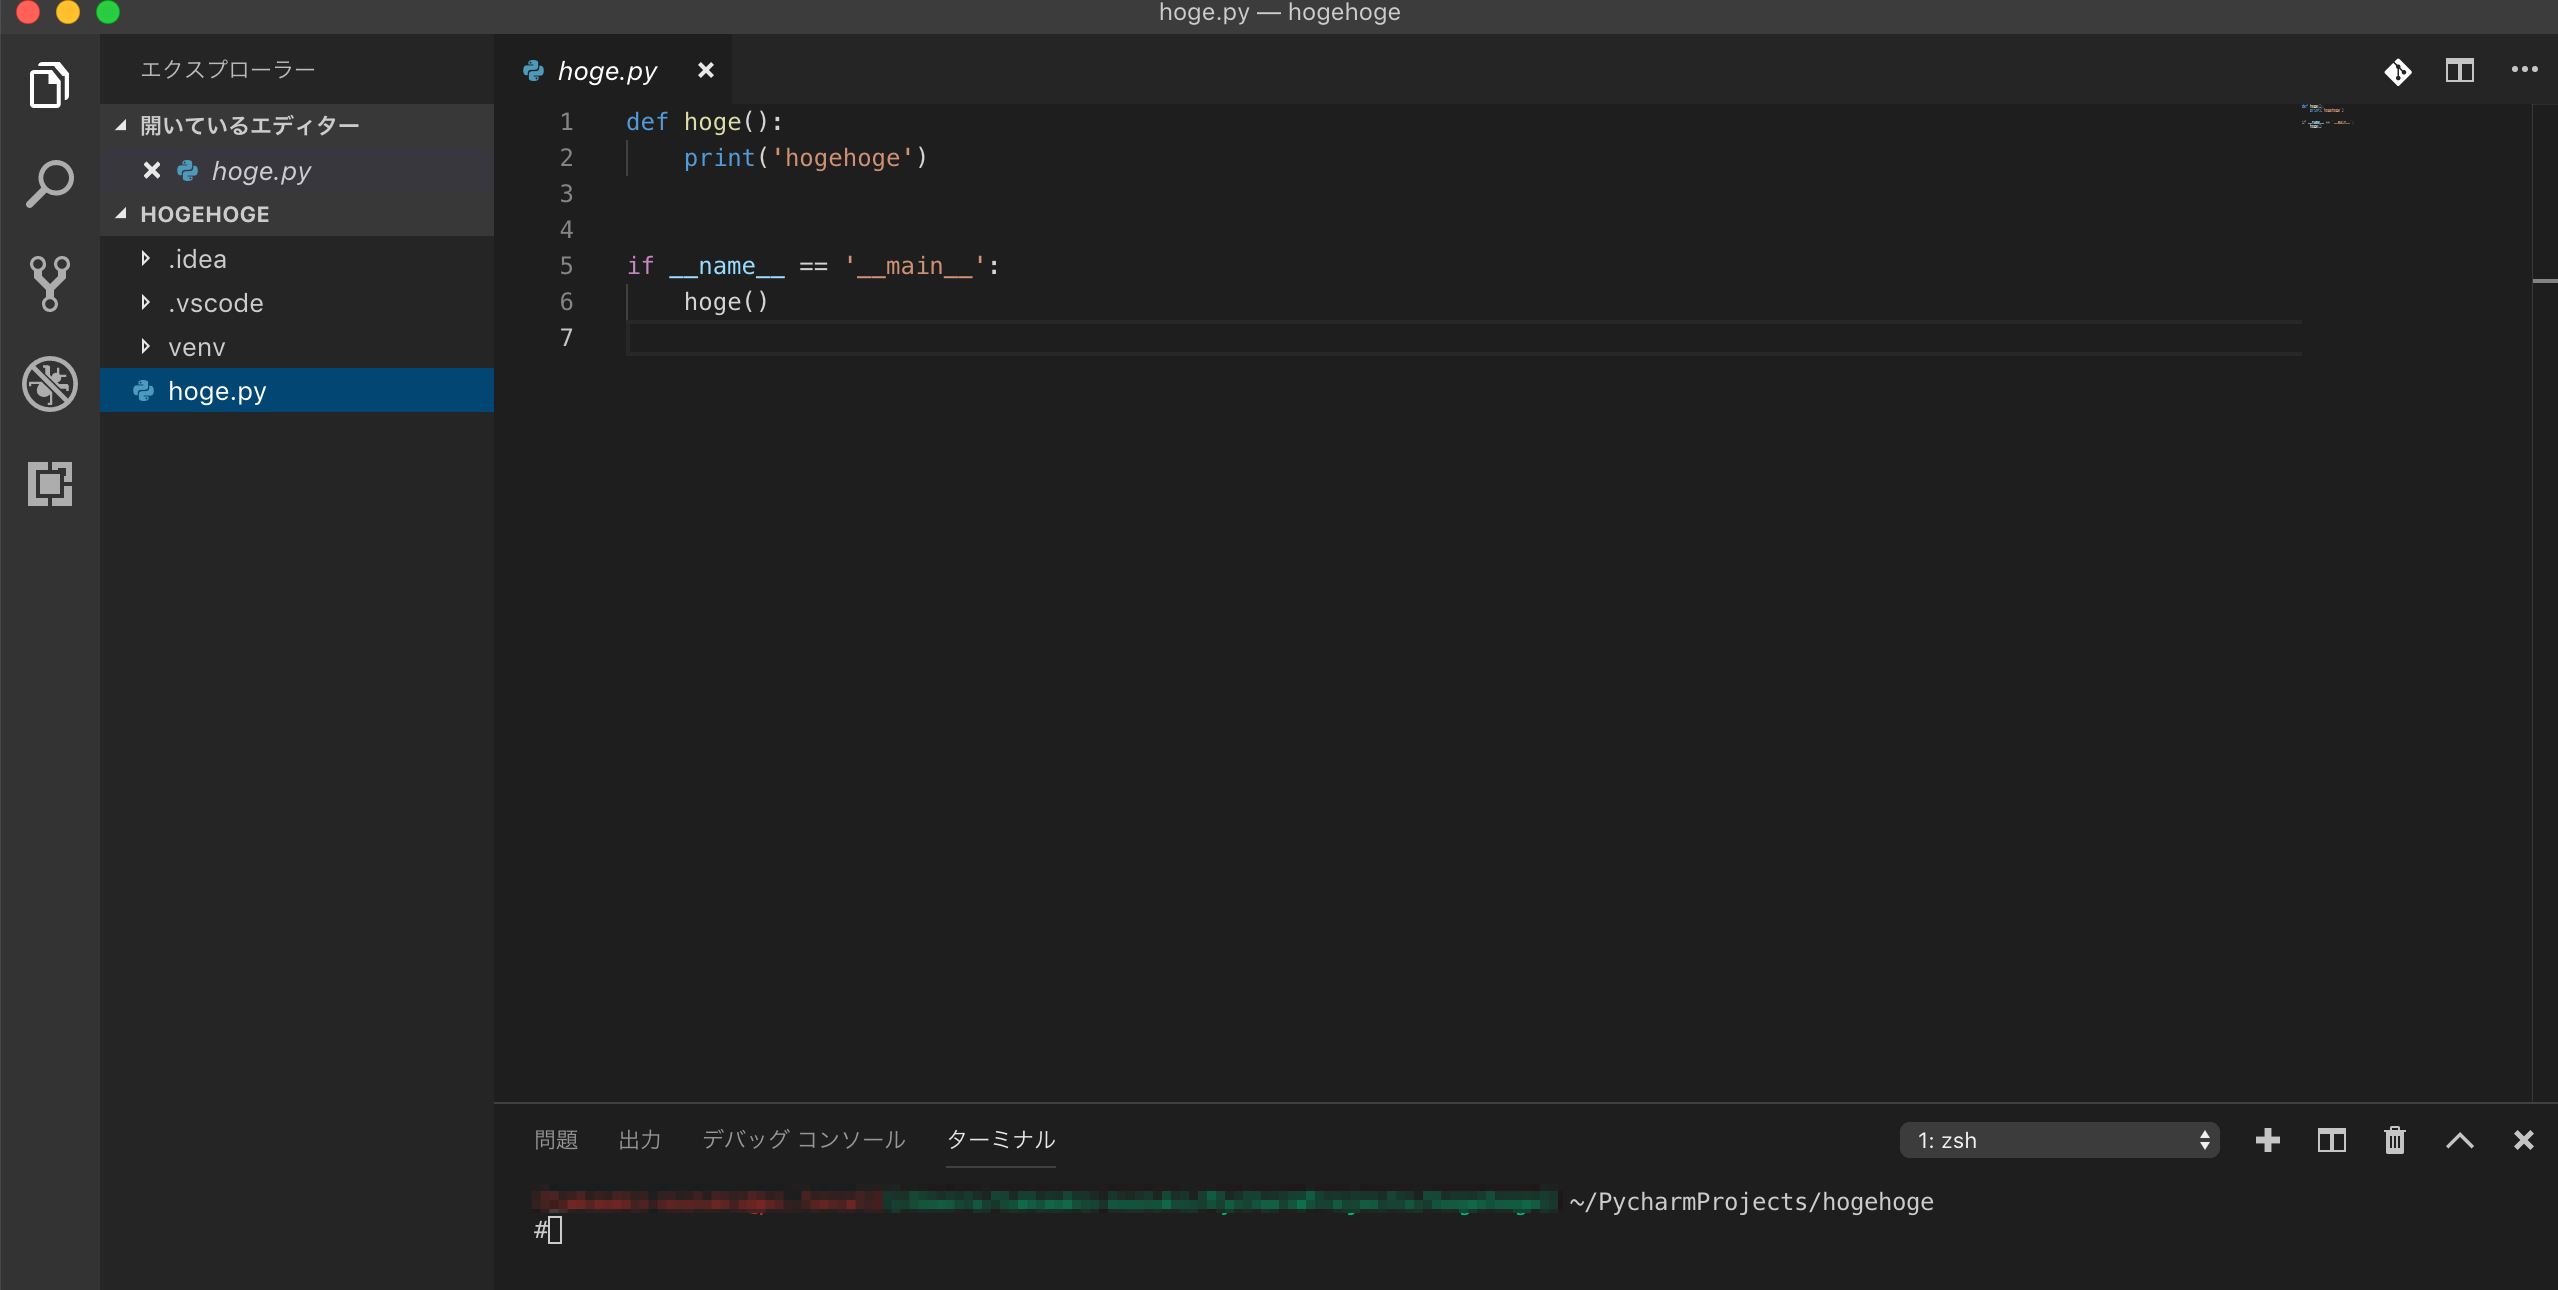 hoge.py — hogehoge
エクスプローラー
開いているエディター
hoge.py
HOGEHOGE
.idea
.vscode
venv
hoge.py
hoge.py
1 def hoge():
2     print('hogehoge')
3
4
5 if __name__ == '__main__':
6     hoge()
7
問題 出力 デバッグ コンソール ターミナル
1: zsh
~/PycharmProjects/hogehoge
#